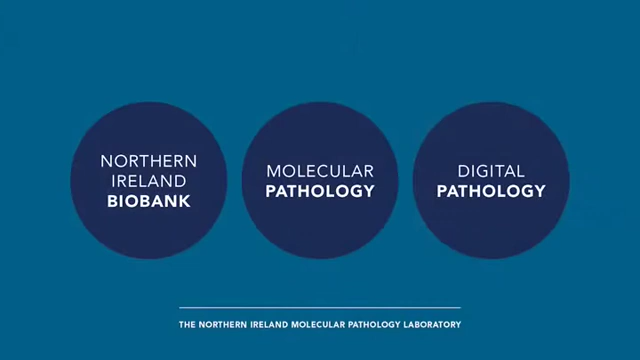 NORTHERN
IRELAND
BIOBANK
MOLECULAR
PATHOLOGY
DIGITAL
PATHOLOGY
THE NORTHERN IRELAND MOLECULAR PATHOLOGY LABORATORY